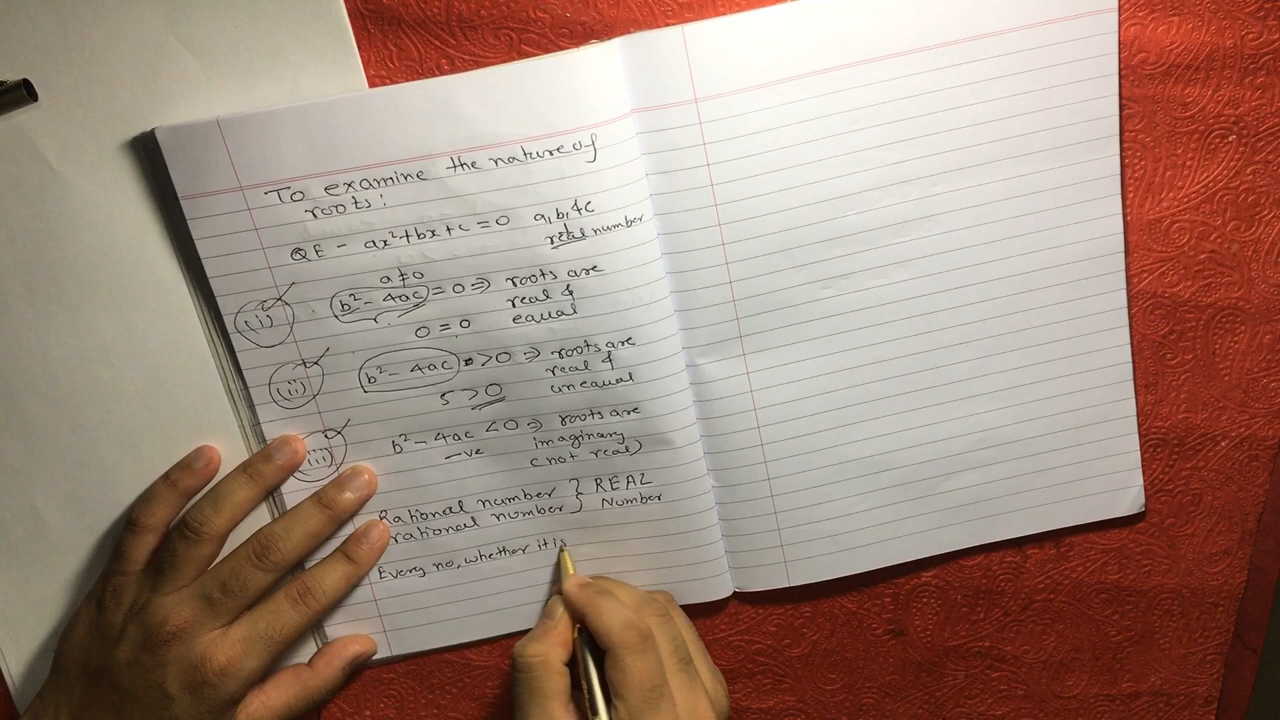 To examine the nature of
roots:
QE - ax²+bx+c=0 a,b,&c
real number
a≠0
(i) b²-4ac=0 ⇒ roots are
real &
0=0 equal
(ii) b²-4ac>0 ⇒ roots are
real &
5>0 unequal
(iii) b²-4ac<0 ⇒ roots are
-ve imaginary
(not real)
Rational number } REAL
rrational number } Number
Every no, whether it is